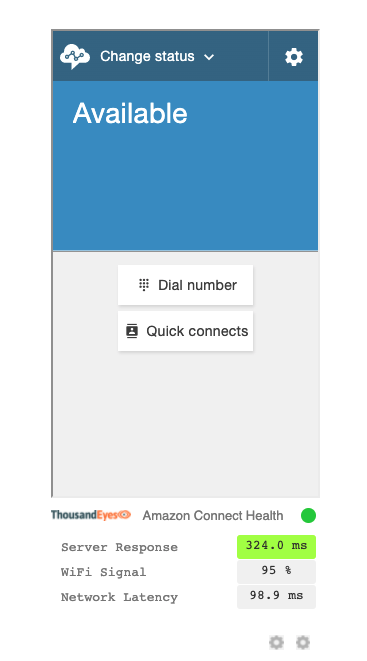 Change status
Available
Dial number
Quick connects
ThousandEyes Amazon Connect Health
Server Response 324.0 ms
WiFi Signal 95 %
Network Latency 98.9 ms